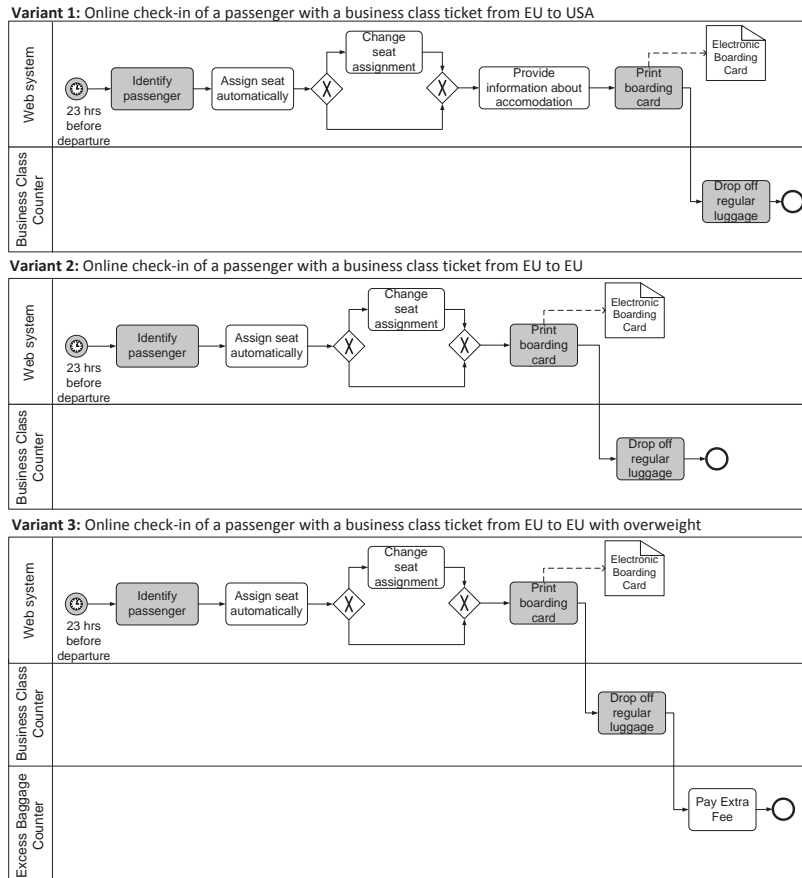 Variant 1: Online check-in of a passenger with a business class ticket from EU to USA
Web system
23 hrs
before
departure
Identify
passenger
Assign seat
automatically
X
Change
seat
assignment
X
Provide
information about
accomodation
Print
boarding
card
Electronic
Boarding
Card
Business Class
Counter
Drop off
regular
luggage
Variant 2: Online check-in of a passenger with a business class ticket from EU to EU
Web system
23 hrs
before
departure
Identify
passenger
Assign seat
automatically
X
Change
seat
assignment
X
Print
boarding
card
Electronic
Boarding
Card
Business Class
Counter
Drop off
regular
luggage
Variant 3: Online check-in of a passenger with a business class ticket from EU to EU with overweight
Web system
23 hrs
before
departure
Identify
passenger
Assign seat
automatically
X
Change
seat
assignment
X
Print
boarding
card
Electronic
Boarding
Card
Business Class
Counter
Drop off
regular
luggage
Excess Baggage
Counter
Pay Extra
Fee